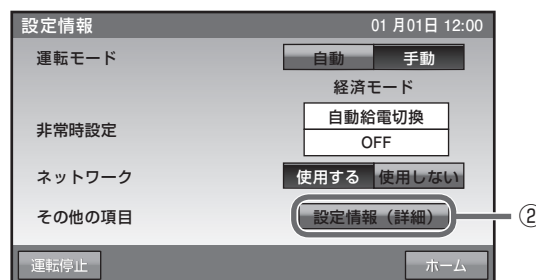 設定情報 01月01日 12:00
運転モード 自動 手動
経済モード
非常時設定 自動給電切換
OFF
ネットワーク 使用する 使用しない
その他の項目 設定情報（詳細） ②
運転停止 ホーム